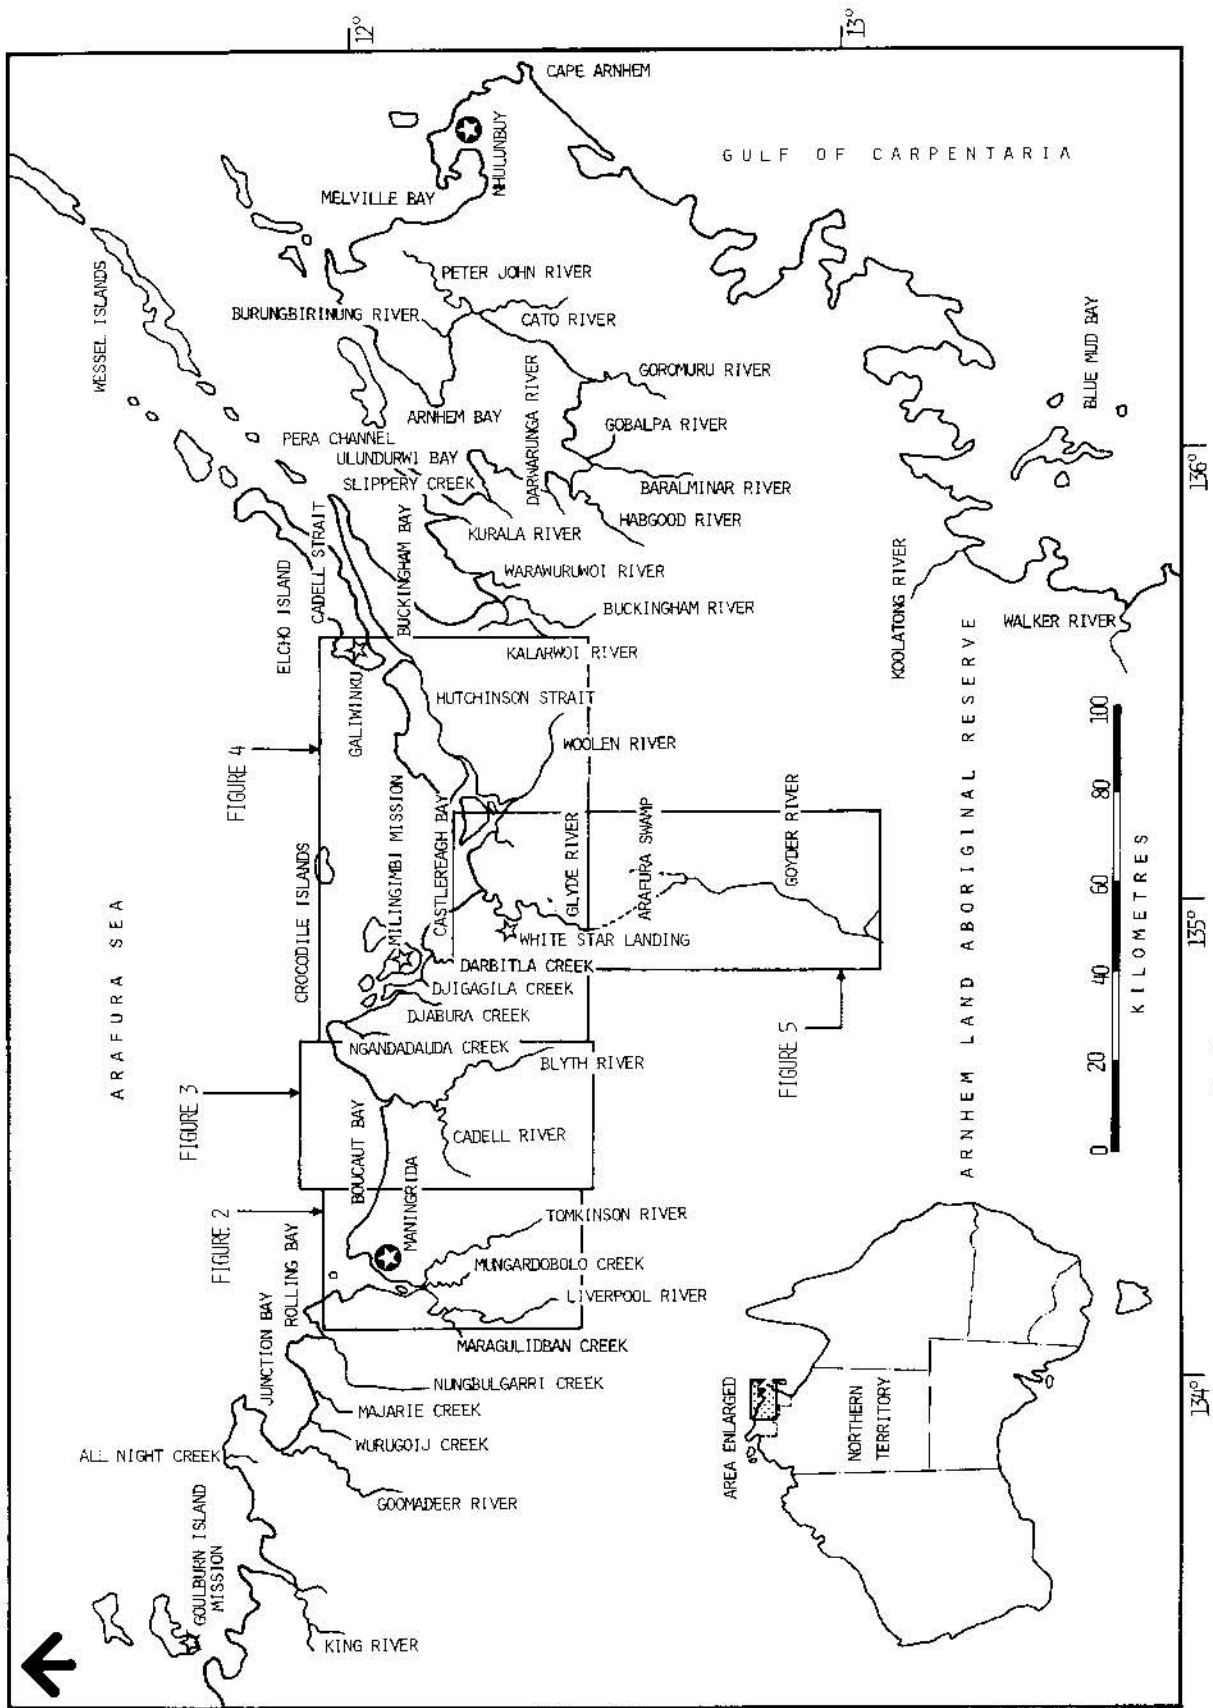 12°
13°
CAPE ARNHEM
GULF OF CARPENTARIA
NHULUNBUY
MELVILLE BAY
PETER JOHN RIVER
WESSEL ISLANDS
BURUNGBIRINUNG RIVER
CATO RIVER
GOROMURU RIVER
BLUE MUD BAY
ARNHEM BAY
DARWARUNGA RIVER
GOBALPA RIVER
PERA CHANNEL
ULUNDURWI BAY
SLIPPERY CREEK
BARALMINAR RIVER
136°
HABGOOD RIVER
KURALA RIVER
CADELL STRAIT
BUCKINGHAM BAY
WARAWURUWOI RIVER
ELCHO ISLAND
BUCKINGHAM RIVER
KOOLATONG RIVER
WALKER RIVER
KALARWOI RIVER
GALIWINKU
HUTCHINSON STRAIT
FIGURE 4
WOOLEN RIVER
MILINGIMBI MISSION
CASTLEREAGH BAY
GLYDE RIVER
ARAFURA SWAMP
GOYDER RIVER
CROCODILE ISLANDS
ARAFURA SEA
WHITE STAR LANDING
DARBITLA CREEK
DJIGAGILA CREEK
DJABURA CREEK
NGANDADAUDA CREEK
FIGURE 5
135°
ARNHEM LAND ABORIGINAL RESERVE
0 20 40 60 80 100
KILOMETRES
BLYTH RIVER
FIGURE 3
CADELL RIVER
BOUCAUT BAY
MANINGRIDA
FIGURE 2
TOMKINSON RIVER
ROLLING BAY
MUNGARDOBOLO CREEK
LIVERPOOL RIVER
JUNCTION BAY
MARAGULIDBAN CREEK
NUNGBULGARRI CREEK
MAJARIE CREEK
WURUGOIJ CREEK
ALL NIGHT CREEK
GOOMADEER RIVER
134°
AREA ENLARGED
NORTHERN
TERRITORY
GOULBURN ISLAND
MISSION
KING RIVER